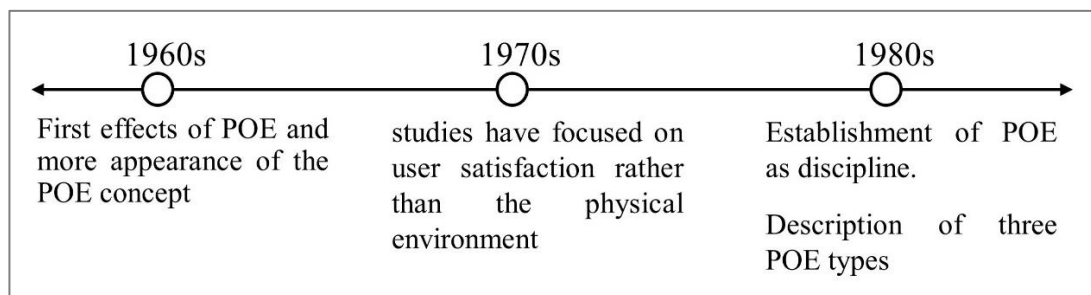 1960s
First effects of POE and
more appearance of the
POE concept
1970s
studies have focused on
user satisfaction rather
than the physical
environment
1980s
Establishment of POE
as discipline.
Description of three
POE types